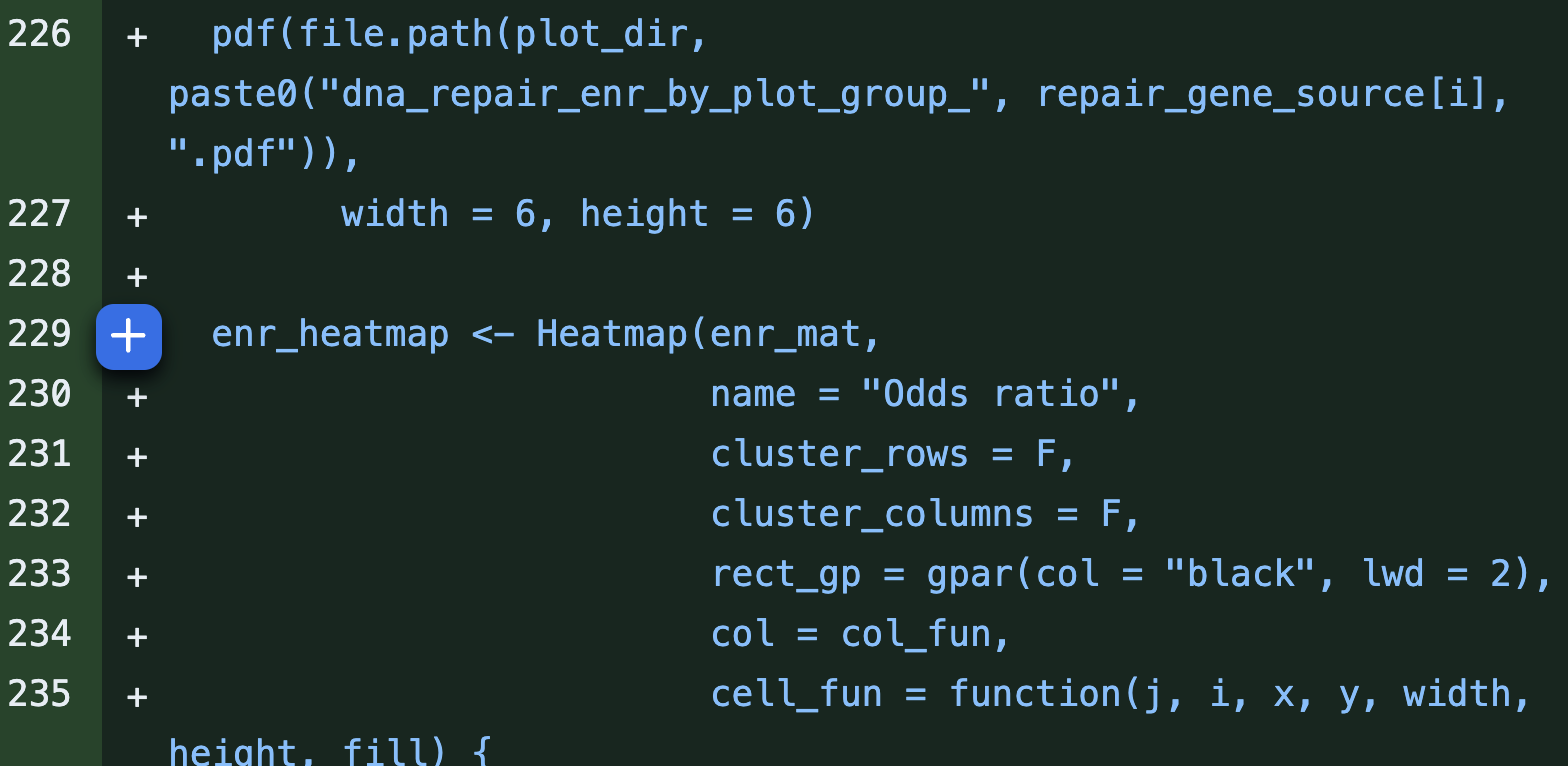 226 + pdf(file.path(plot_dir,
paste0("dna_repair_enr_by_plot_group_", repair_gene_source[i],
".pdf")),
227 + width = 6, height = 6)
228 +
229 + enr_heatmap <- Heatmap(enr_mat,
230 + name = "Odds ratio",
231 + cluster_rows = F,
232 + cluster_columns = F,
233 + rect_gp = gpar(col = "black", lwd = 2),
234 + col = col_fun,
235 + cell_fun = function(j, i, x, y, width,
height, fill) {